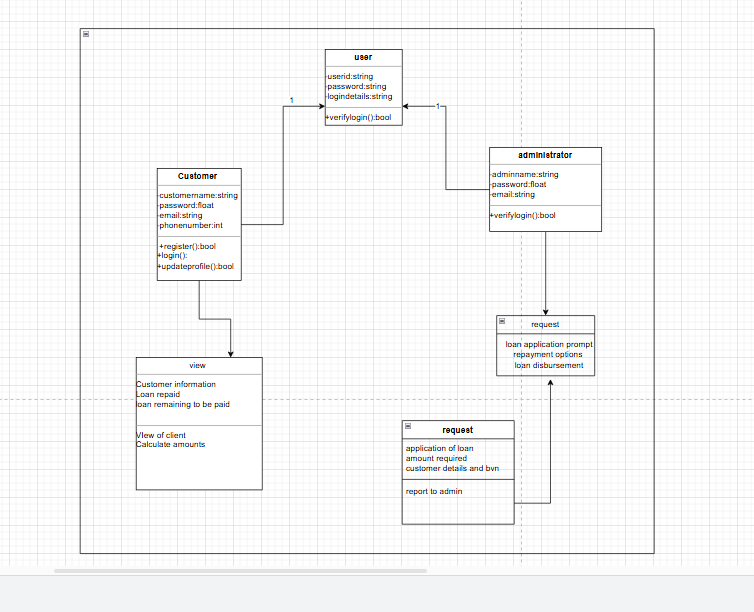 user
-userid:string
-password:string
-logindetails:string
+verifylogin():bool
1
1
administrator
-adminname:string
-password:float
-email:string
+verifylogin():bool
Customer
-customername:string
-password:float
-email:string
-phonenumber:int
+register():bool
+login():
+updateprofile():bool
request
loan application prompt
repayment options
loan disbursement
view
Customer information
Loan repaid
loan remaining to be paid
VIew of client
Calculate amounts
request
application of loan
amount required
customer details and bvn
report to admin